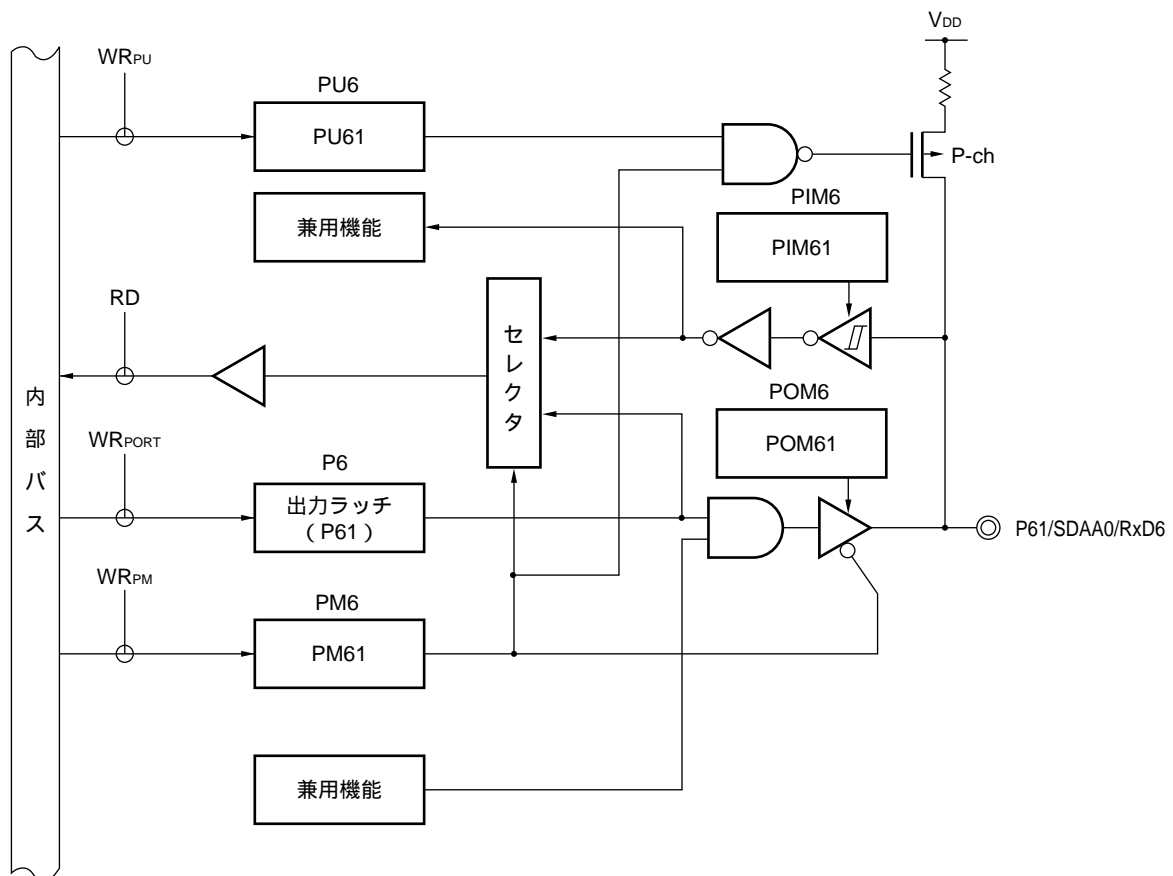 VDD
WRPU
PU6
PU61
P-ch
兼用機能
PIM6
PIM61
RD
セレクタ
POM6
POM61
内部バス
WRPORT
P6
出力ラッチ
(P61)
P61/SDAA0/RxD6
WRPM
PM6
PM61
兼用機能